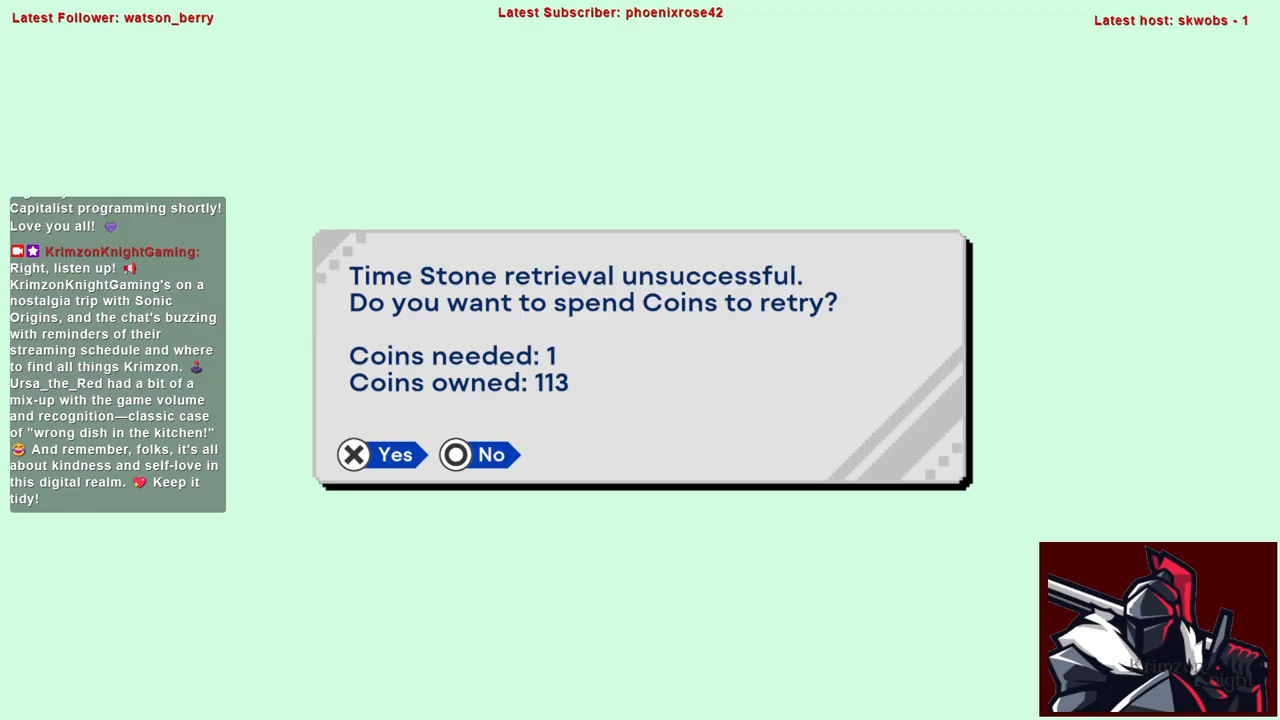 Latest Follower: watson_berry
Latest Subscriber: phoenixrose42
Latest host: skwobs - 1
Capitalist programming shortly!
Love you all! 💜
KrimzonKnightGaming:
Right, listen up! 📢
KrimzonKnightGaming's on a
nostalgia trip with Sonic
Origins, and the chat's buzzing
with reminders of their
streaming schedule and where
to find all things Krimzon. 🕹️
Ursa_the_Red had a bit of a
mix-up with the game volume
and recognition—classic case
of "wrong dish in the kitchen!"
😅 And remember, folks, it's all
about kindness and self-love in
this digital realm. 💖 Keep it
tidy!
Time Stone retrieval unsuccessful.
Do you want to spend Coins to retry?
Coins needed: 1
Coins owned: 113
Yes
No
Krimzon
Knight